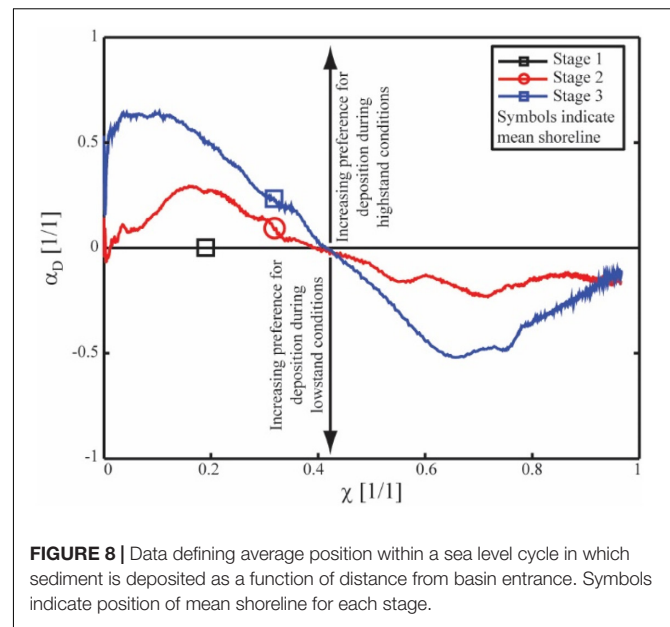 1
0.5
0
-0.5
-1
α_D [1/1]
0
0.2
0.4
0.6
0.8
1
χ [1/1]
Increasing preference for
deposition during
highstand conditions
Increasing preference for
deposition during
lowstand conditions
Stage 1
Stage 2
Stage 3
Symbols indicate
mean shoreline
FIGURE 8 | Data defining average position within a sea level cycle in which
sediment is deposited as a function of distance from basin entrance. Symbols
indicate position of mean shoreline for each stage.